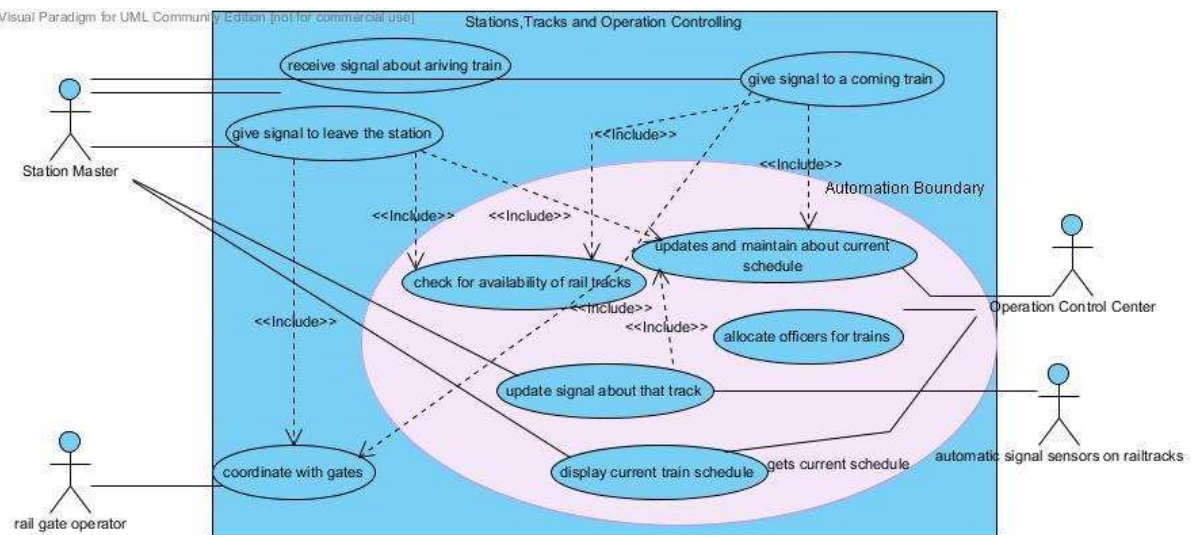 Visual Paradigm for UML Community Edition [not for commercial use]
Stations,Tracks and Operation Controlling
receive signal about ariving train
give signal to a coming train
give signal to leave the station
<<Include>>
Station Master
<<Include>>
Automation Boundary
<<Include>>
<<Include>>
updates and maintain about current
schedule
check for availability of rail tracks
Operation Control Center
<<Include>>
<<Include>>
<<Include>>
allocate officers for trains
update signal about that track
automatic signal sensors on railtracks
coordinate with gates
display current train schedule
gets current schedule
rail gate operator